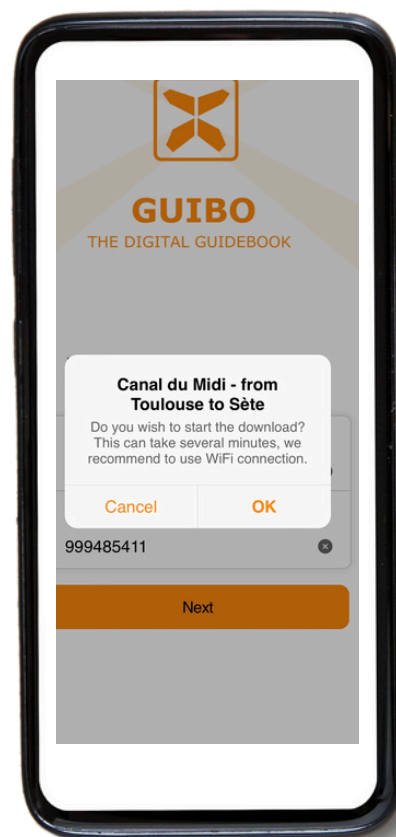 GUIBO
THE DIGITAL GUIDEBOOK
Canal du Midi - from
Toulouse to Sète
Do you wish to start the download?
This can take several minutes, we
recommend to use WiFi connection.
Cancel
OK
999485411
Next